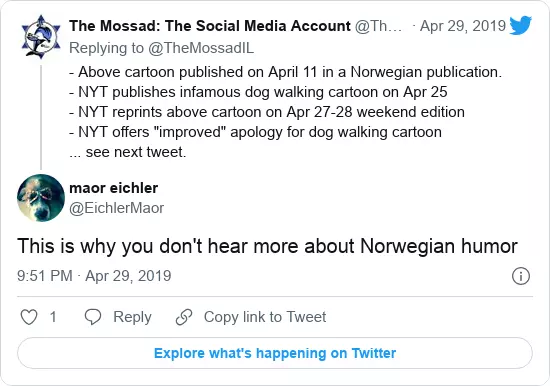 The Mossad: The Social Media Account @Th... · Apr 29, 2019
Replying to @TheMossadIL
- Above cartoon published on April 11 in a Norwegian publication.
- NYT publishes infamous dog walking cartoon on Apr 25
- NYT reprints above cartoon on Apr 27-28 weekend edition
- NYT offers "improved" apology for dog walking cartoon
... see next tweet.
maor eichler
@EichlerMaor
This is why you don't hear more about Norwegian humor
9:51 PM · Apr 29, 2019
1 Reply Copy link to Tweet
Explore what's happening on Twitter